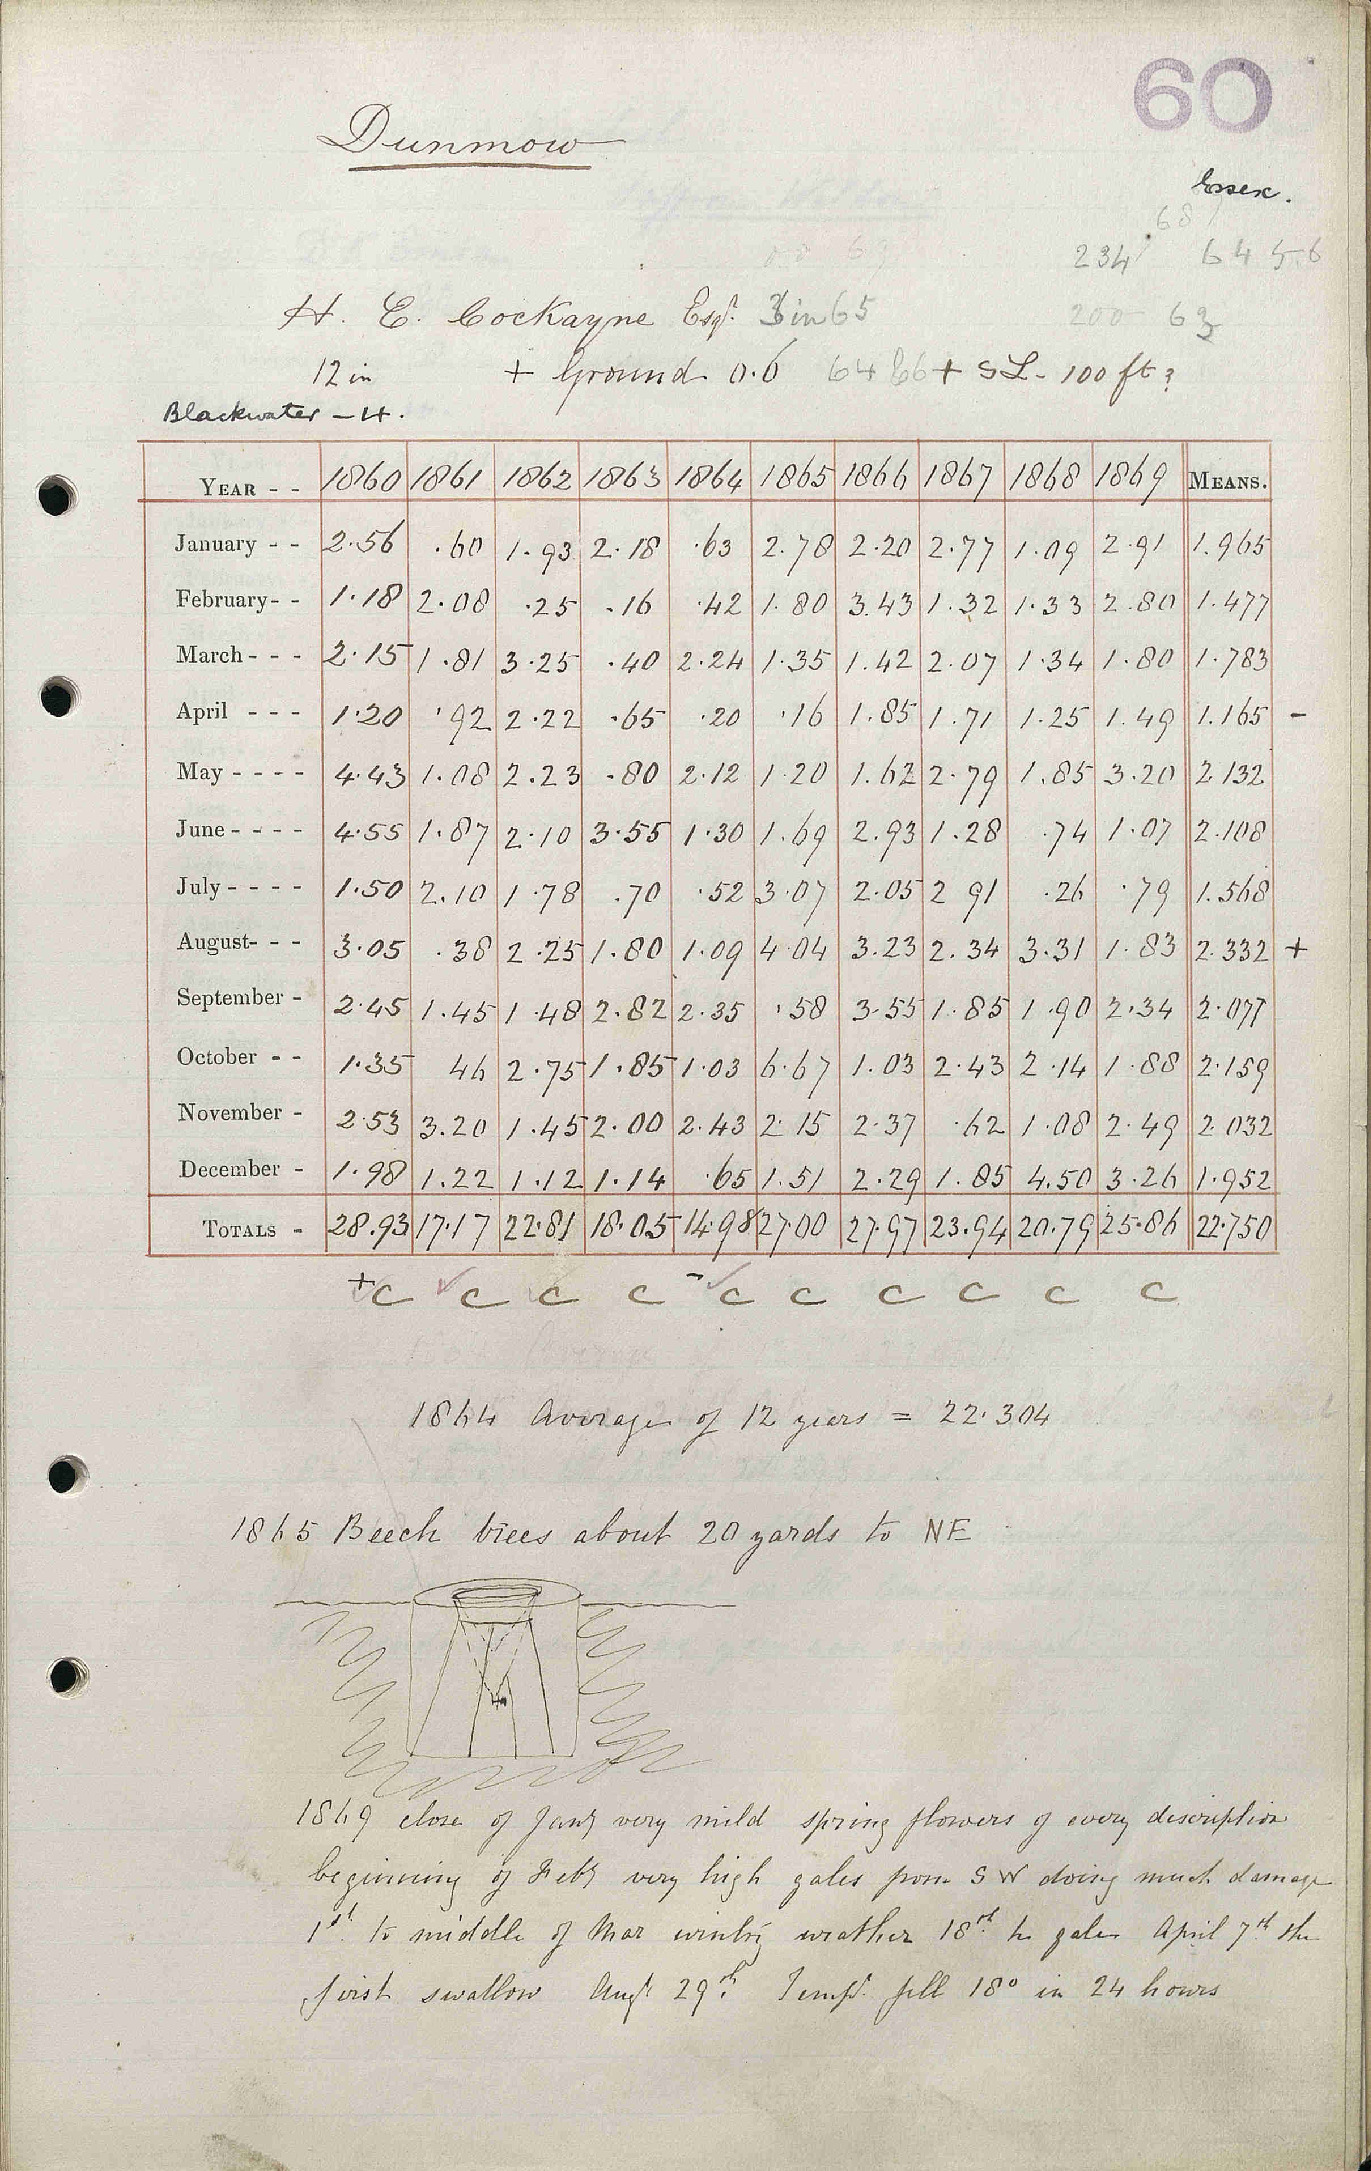 60
Dunmow
Essex.
68
234 64 5.6
H. E. Cockayne Esqr. 3in 65 200 63
12 in + Ground 0.6 64 66 + SL - 100 ft ?
Blackwater - H.
YEAR - - 1860 1861 1862 1863 1864 1865 1866 1867 1868 1869 MEANS.
January - - 2.56 .60 1.93 2.18 .63 2.78 2.20 2.77 1.09 2.91 1.965
February - - 1.18 2.08 .25 .16 .42 1.80 3.43 1.32 1.33 2.80 1.477
March - - - 2.15 1.81 3.25 .40 2.24 1.35 1.42 2.07 1.34 1.80 1.783
April - - - 1.20 .92 2.22 .65 .20 .16 1.85 1.71 1.25 1.49 1.165 -
May - - - - 4.43 1.08 2.23 .80 2.12 1.20 1.62 2.79 1.85 3.20 2.132
June - - - - 4.55 1.87 2.10 3.55 1.30 1.69 2.93 1.28 .74 1.07 2.108
July - - - - 1.50 2.10 1.78 .70 .52 3.07 2.05 2 91 .26 .79 1.568
August - - - 3.05 .38 2.25 1.80 1.09 4.04 3.23 2.34 3.31 1.83 2.332 +
September - 2.45 1.45 1.48 2.82 2.35 .58 3.55 1.85 1.90 2.34 2.077
October - - 1.35 46 2.75 1.85 1.03 6.67 1.03 2.43 2.14 1.88 2.159
November - 2.53 3.20 1.45 2.00 2.43 2.15 2.37 .62 1.08 2.49 2.032
December - 1.98 1.22 1.12 1.14 .65 1.51 2.29 1.85 4.50 3.26 1.952
TOTALS - 28.93 17.17 22.81 18.05 14.98 27.00 27.97 23.94 20.79 25.86 22.750
+ C C C C - C C C C C C
1864 Average of 12 years = 22.304
1865 Beech trees about 20 yards to NE
1869 close of Jany very mild spring flowers of every description
beginning of Feby very high gales from S W doing much damage
1st to middle of Mar wintry weather 18th hy gales April 7th the
first swallow Augt 29th Tempr. fell 18° in 24 hours